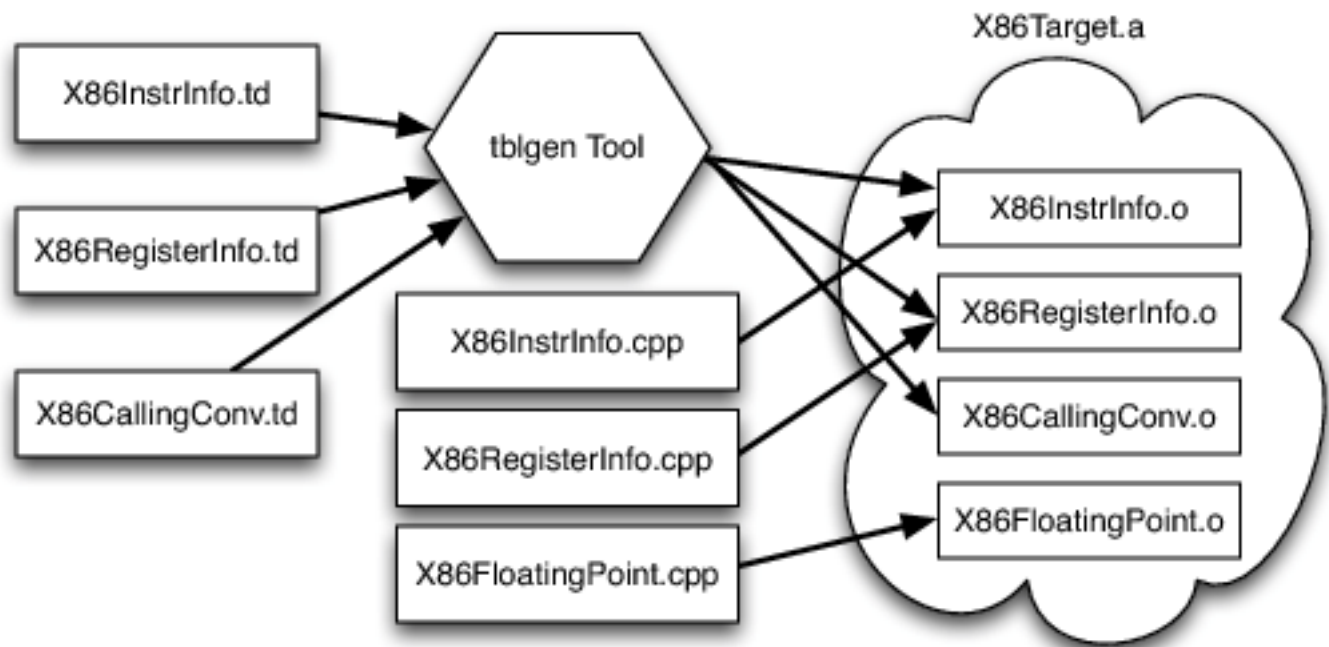 X86Target.a
X86InstrInfo.td
tblgen Tool
X86InstrInfo.o
X86RegisterInfo.td
X86RegisterInfo.o
X86InstrInfo.cpp
X86CallingConv.td
X86CallingConv.o
X86RegisterInfo.cpp
X86FloatingPoint.o
X86FloatingPoint.cpp